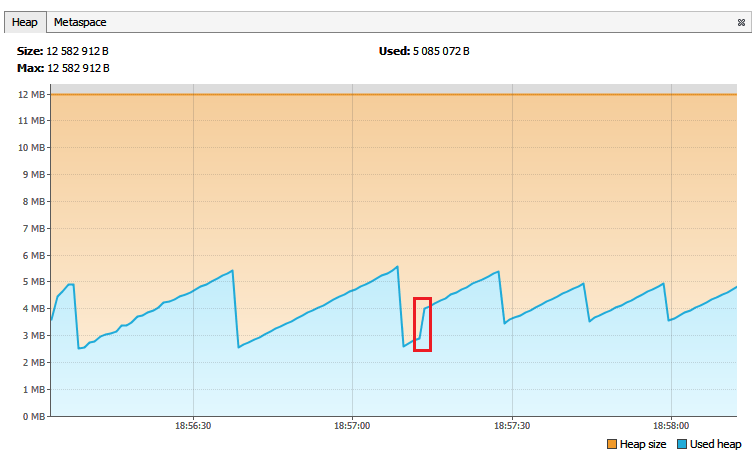 Heap Metaspace
Size: 12 582 912 B Used: 5 085 072 B
Max: 12 582 912 B
12 MB
11 MB
10 MB
9 MB
8 MB
7 MB
6 MB
5 MB
4 MB
3 MB
2 MB
1 MB
0 MB
18:56:30 18:57:00 18:57:30 18:58:00
Heap size Used heap